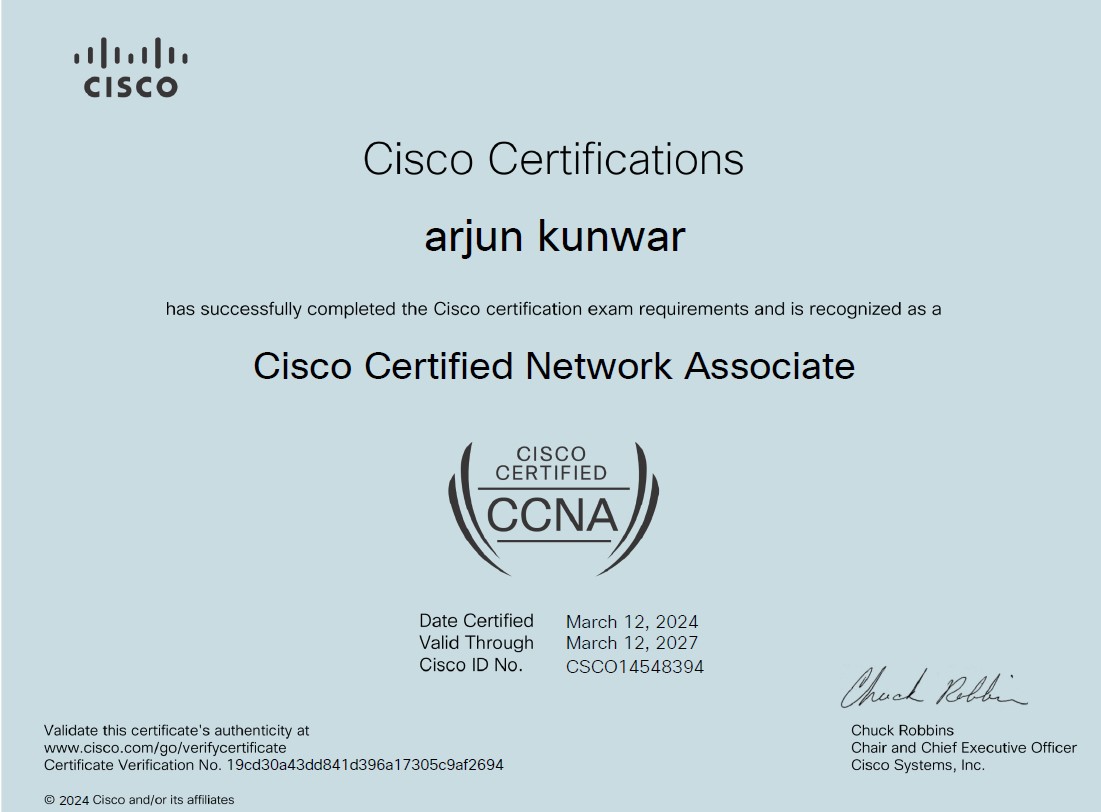 CISCO
Cisco Certifications
arjun kunwar
has successfully completed the Cisco certification exam requirements and is recognized as a
Cisco Certified Network Associate
CISCO
CERTIFIED
CCNA
Date Certified March 12, 2024
Valid Through March 12, 2027
Cisco ID No. CSCO14548394
Chuck Robbins
Validate this certificate's authenticity at
www.cisco.com/go/verifycertificate
Certificate Verification No. 19cd30a43dd841d396a17305c9af2694
Chuck Robbins
Chair and Chief Executive Officer
Cisco Systems, Inc.
© 2024 Cisco and/or its affiliates